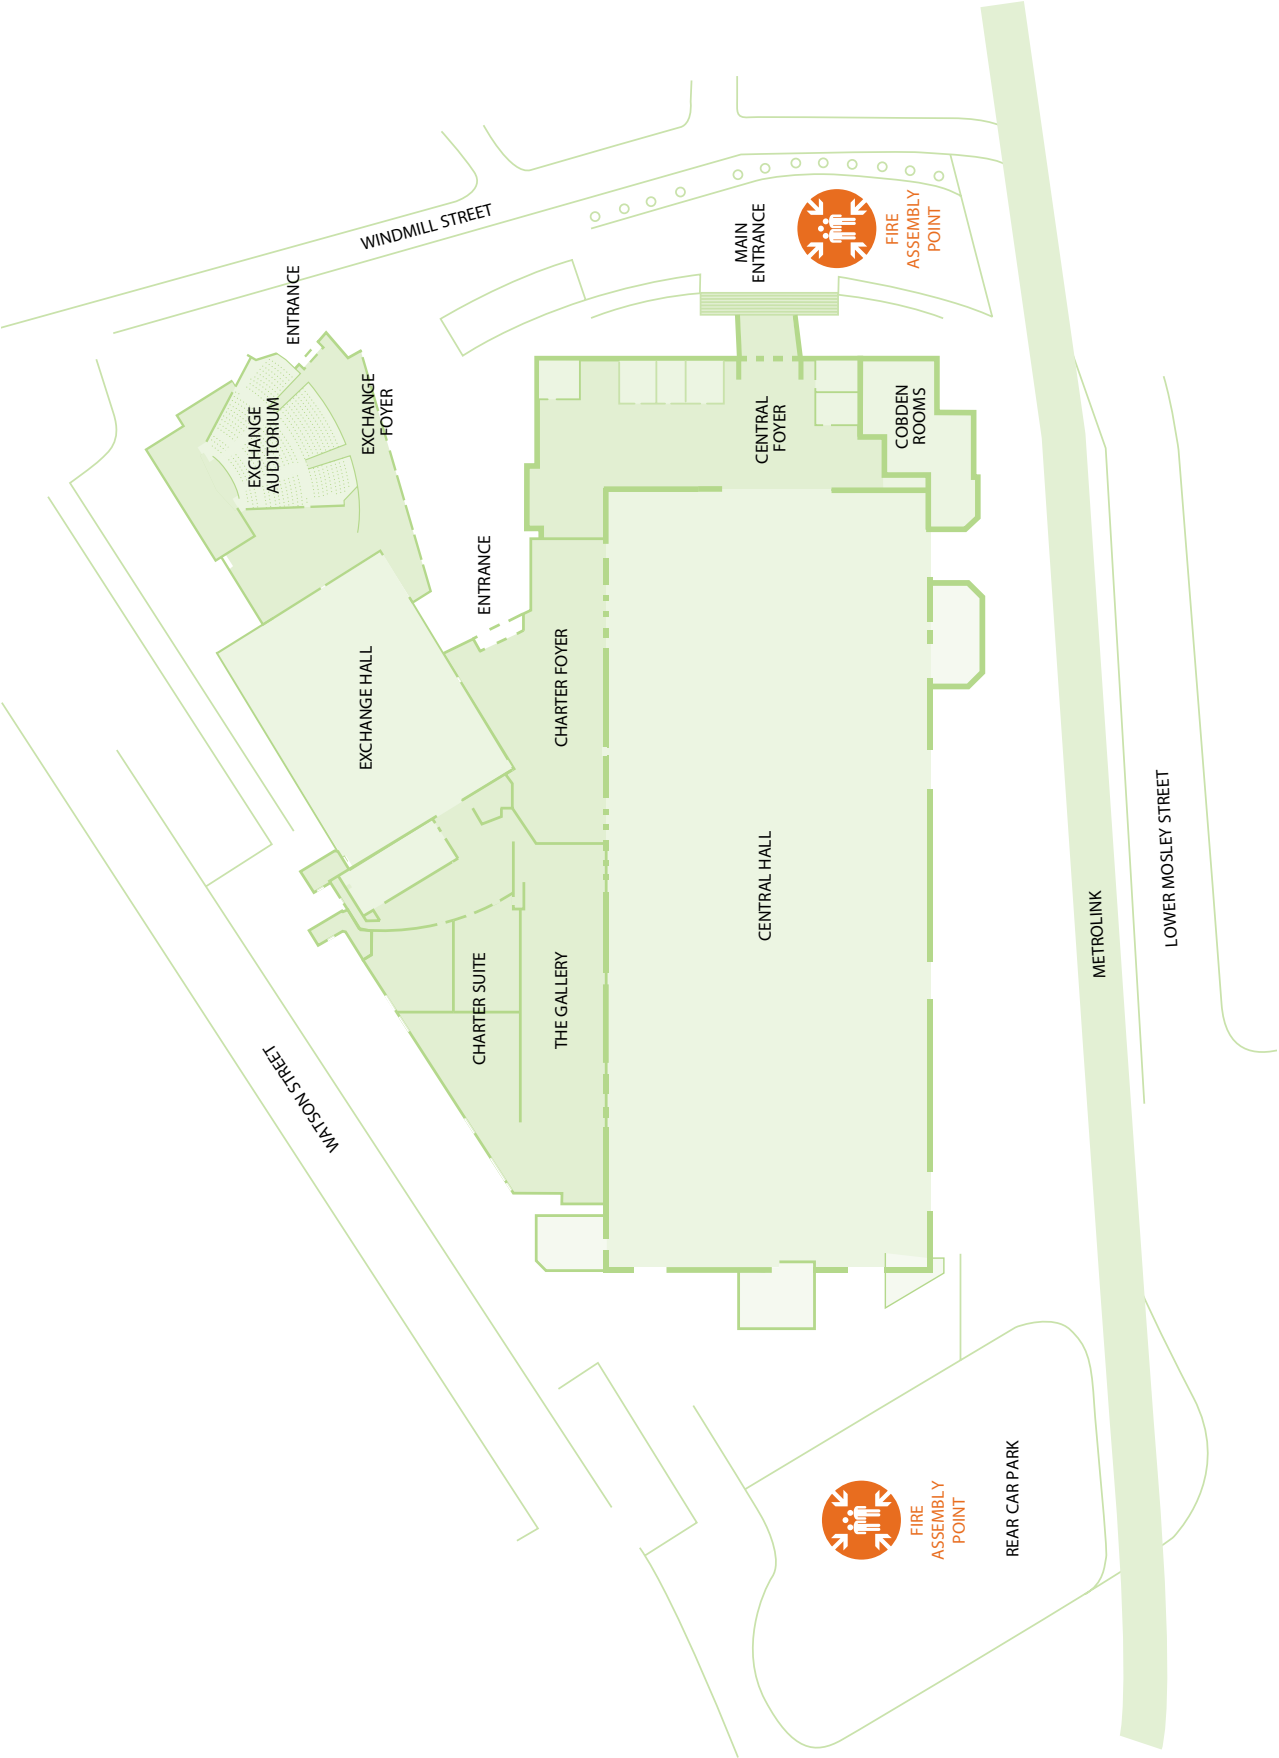 WINDMILL STREET
MAIN
ENTRANCE
FIRE
ASSEMBLY
POINT
ENTRANCE
EXCHANGE
AUDITORIUM
EXCHANGE
FOYER
CENTRAL
FOYER
COBDEN
ROOMS
ENTRANCE
EXCHANGE HALL
CHARTER FOYER
CENTRAL HALL
CHARTER SUITE
THE GALLERY
WATSON STREET
METROLINK
LOWER MOSLEY STREET
FIRE
ASSEMBLY
POINT
REAR CAR PARK